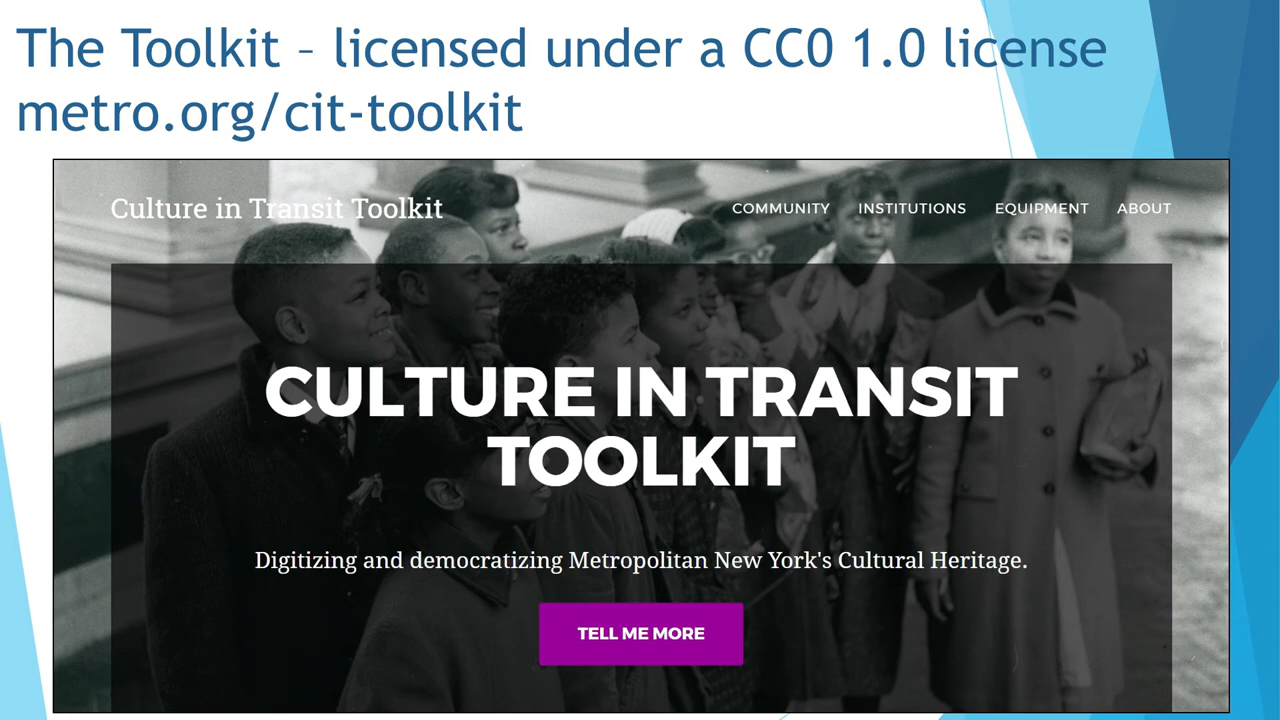 The Toolkit – licensed under a CC0 1.0 license
metro.org/cit-toolkit
Culture in Transit Toolkit
COMMUNITY INSTITUTIONS EQUIPMENT ABOUT
CULTURE IN TRANSIT
TOOLKIT
Digitizing and democratizing Metropolitan New York's Cultural Heritage.
TELL ME MORE